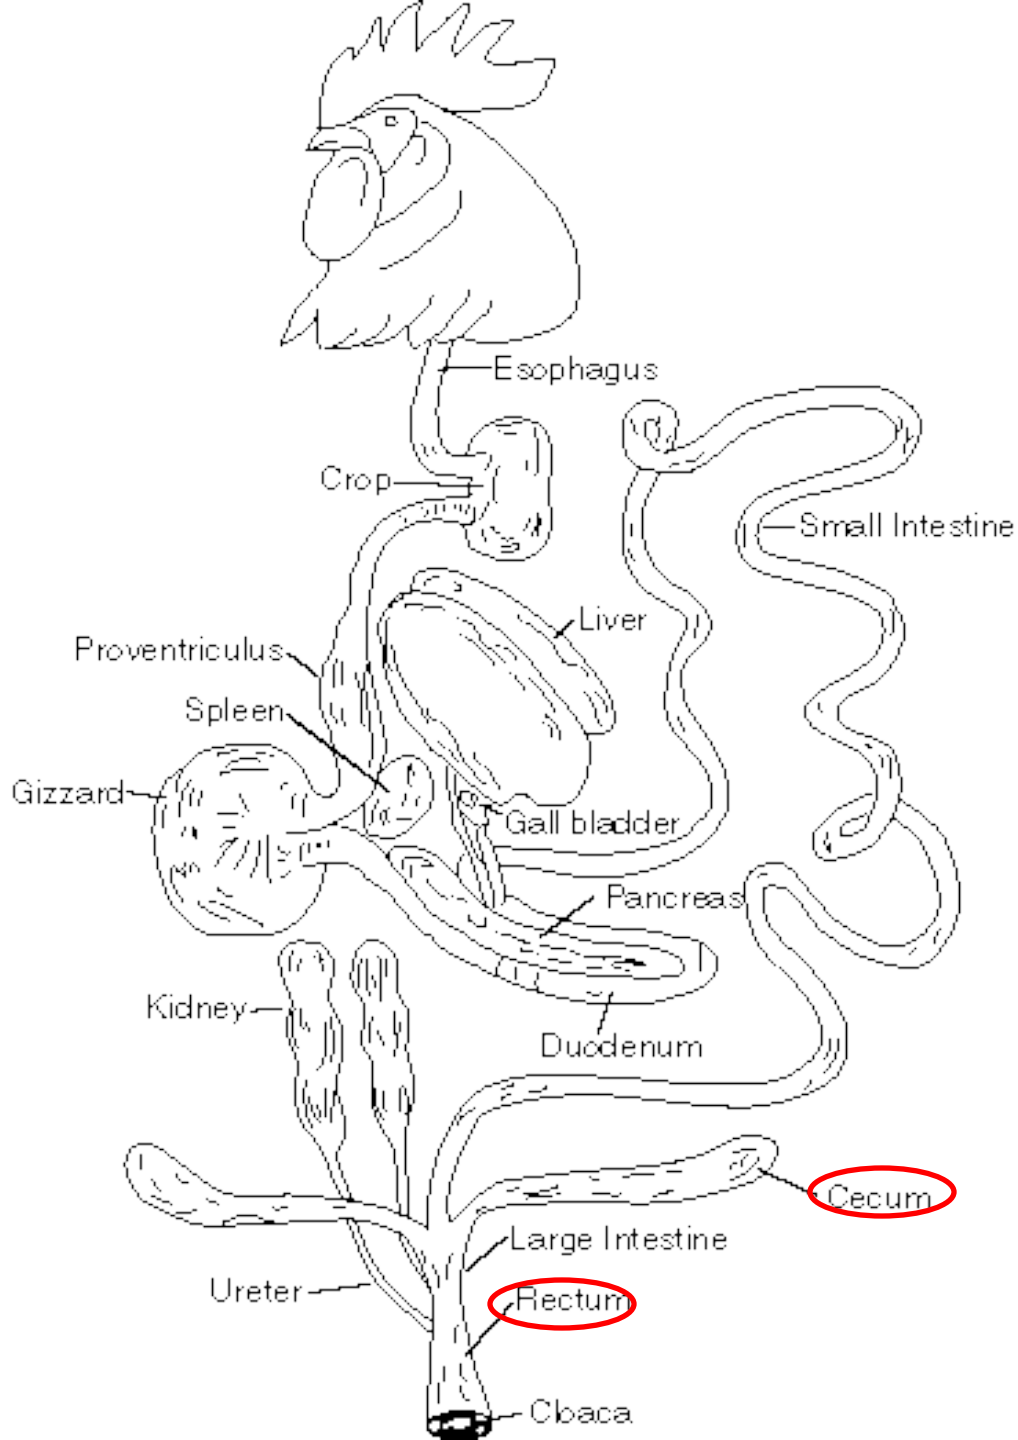 Esophagus
Crop
Small Intestine
Liver
Proventriculus
Spleen
Gizzard
Gall bladder
Pancreas
Kidney
Duodenum
Cecum
Large Intestine
Ureter
Rectum
Cloaca